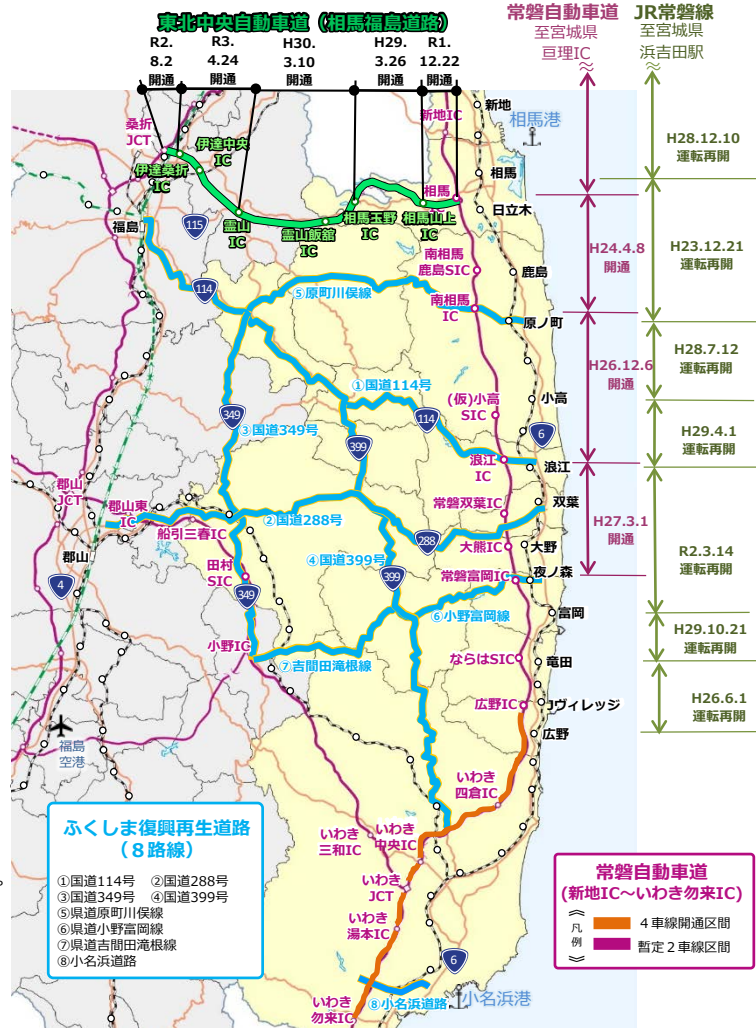 東北中央自動車道（相馬福島道路）
R2.
8.2
開通
R3.
4.24
開通
H30.
3.10
開通
H29.
3.26
開通
R1.
12.22
開通
常磐自動車道
至宮城県
亘理IC
JR常磐線
至宮城県
浜吉田駅
桑折
JCT
伊達桑折
IC
伊達中央
IC
霊山
IC
霊山飯舘
IC
相馬玉野
IC
相馬山上
IC
相馬
新地IC
新地
相馬港
相馬
日立木
福島
115
114
南相馬
鹿島SIC
鹿島
⑤原町川俣線
南相馬
IC
原ノ町
H28.12.10
運転再開
H24.4.8
開通
H23.12.21
運転再開
H26.12.6
開通
H28.7.12
運転再開
H29.4.1
運転再開
H27.3.1
開通
R2.3.14
運転再開
H29.10.21
運転再開
H26.6.1
運転再開
①国道114号
(仮)小高
SIC
小高
349
③国道349号
114
399
6
浪江
IC
浪江
郡山
JCT
郡山東
IC
船引三春IC
②国道288号
常磐双葉IC
双葉
288
大熊IC
大野
郡山
4
田村
SIC
④国道399号
399
常磐富岡IC
夜ノ森
349
⑥小野富岡線
富岡
小野IC
⑦吉間田滝根線
ならはSIC
竜田
広野IC
Jヴィレッジ
広野
福島
空港
いわき
四倉IC
いわき
三和IC
いわき
中央IC
いわき
JCT
いわき
湯本IC
6
⑧小名浜道路
小名浜港
いわき
勿来IC
ふくしま復興再生道路
（８路線）
①国道114号 ②国道288号
③国道349号 ④国道399号
⑤県道原町川俣線
⑥県道小野富岡線
⑦県道吉間田滝根線
⑧小名浜道路
。
常磐自動車道
(新地IC～いわき勿来IC)
凡例
４車線開通区間
暫定２車線区間